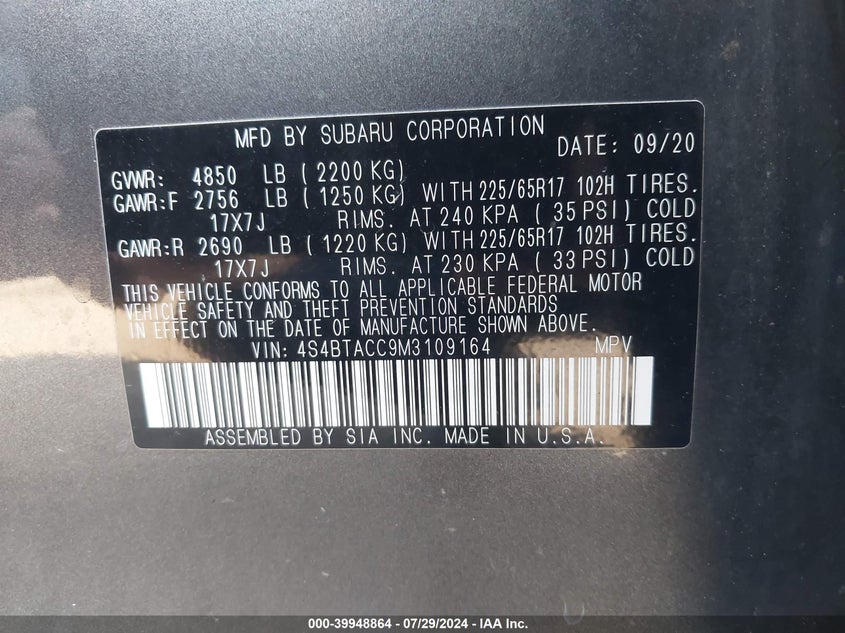 MFD BY SUBARU CORPORATION
DATE: 09/20
GVWR: 4850 LB ( 2200 KG)
GAWR:F 2756 LB ( 1250 KG) WITH 225/65R17 102H TIRES.
17X7J RIMS. AT 240 KPA ( 35 PSI) COLD
GAWR:R 2690 LB ( 1220 KG) WITH 225/65R17 102H TIRES.
17X7J RIMS. AT 230 KPA ( 33 PSI) COLD
THIS VEHICLE CONFORMS TO ALL APPLICABLE FEDERAL MOTOR
VEHICLE SAFETY AND THEFT PREVENTION STANDARDS
IN EFFECT ON THE DATE OF MANUFACTURE SHOWN ABOVE.
VIN: 4S4BTACC9M3109164 MPV
ASSEMBLED BY SIA INC. MADE IN U.S.A.
000-39948864 - 07/29/2024 - IAA Inc.